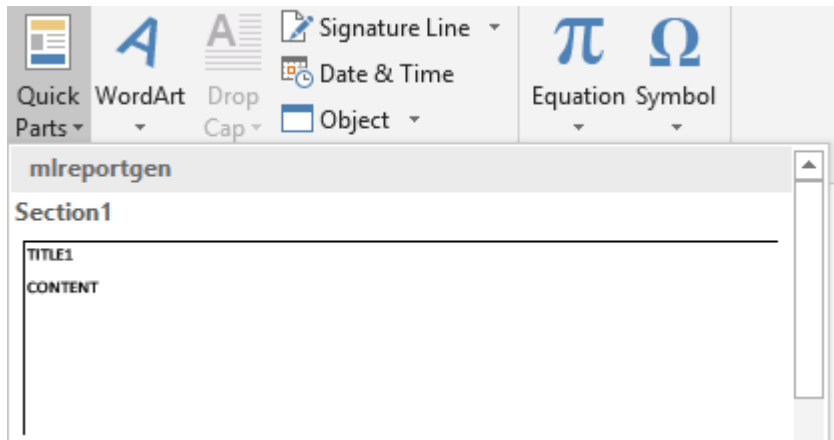 Signature Line
Date & Time
Quick Parts
WordArt
Drop Cap
Object
Equation
Symbol
mlreportgen
Section1
TITLE1
CONTENT